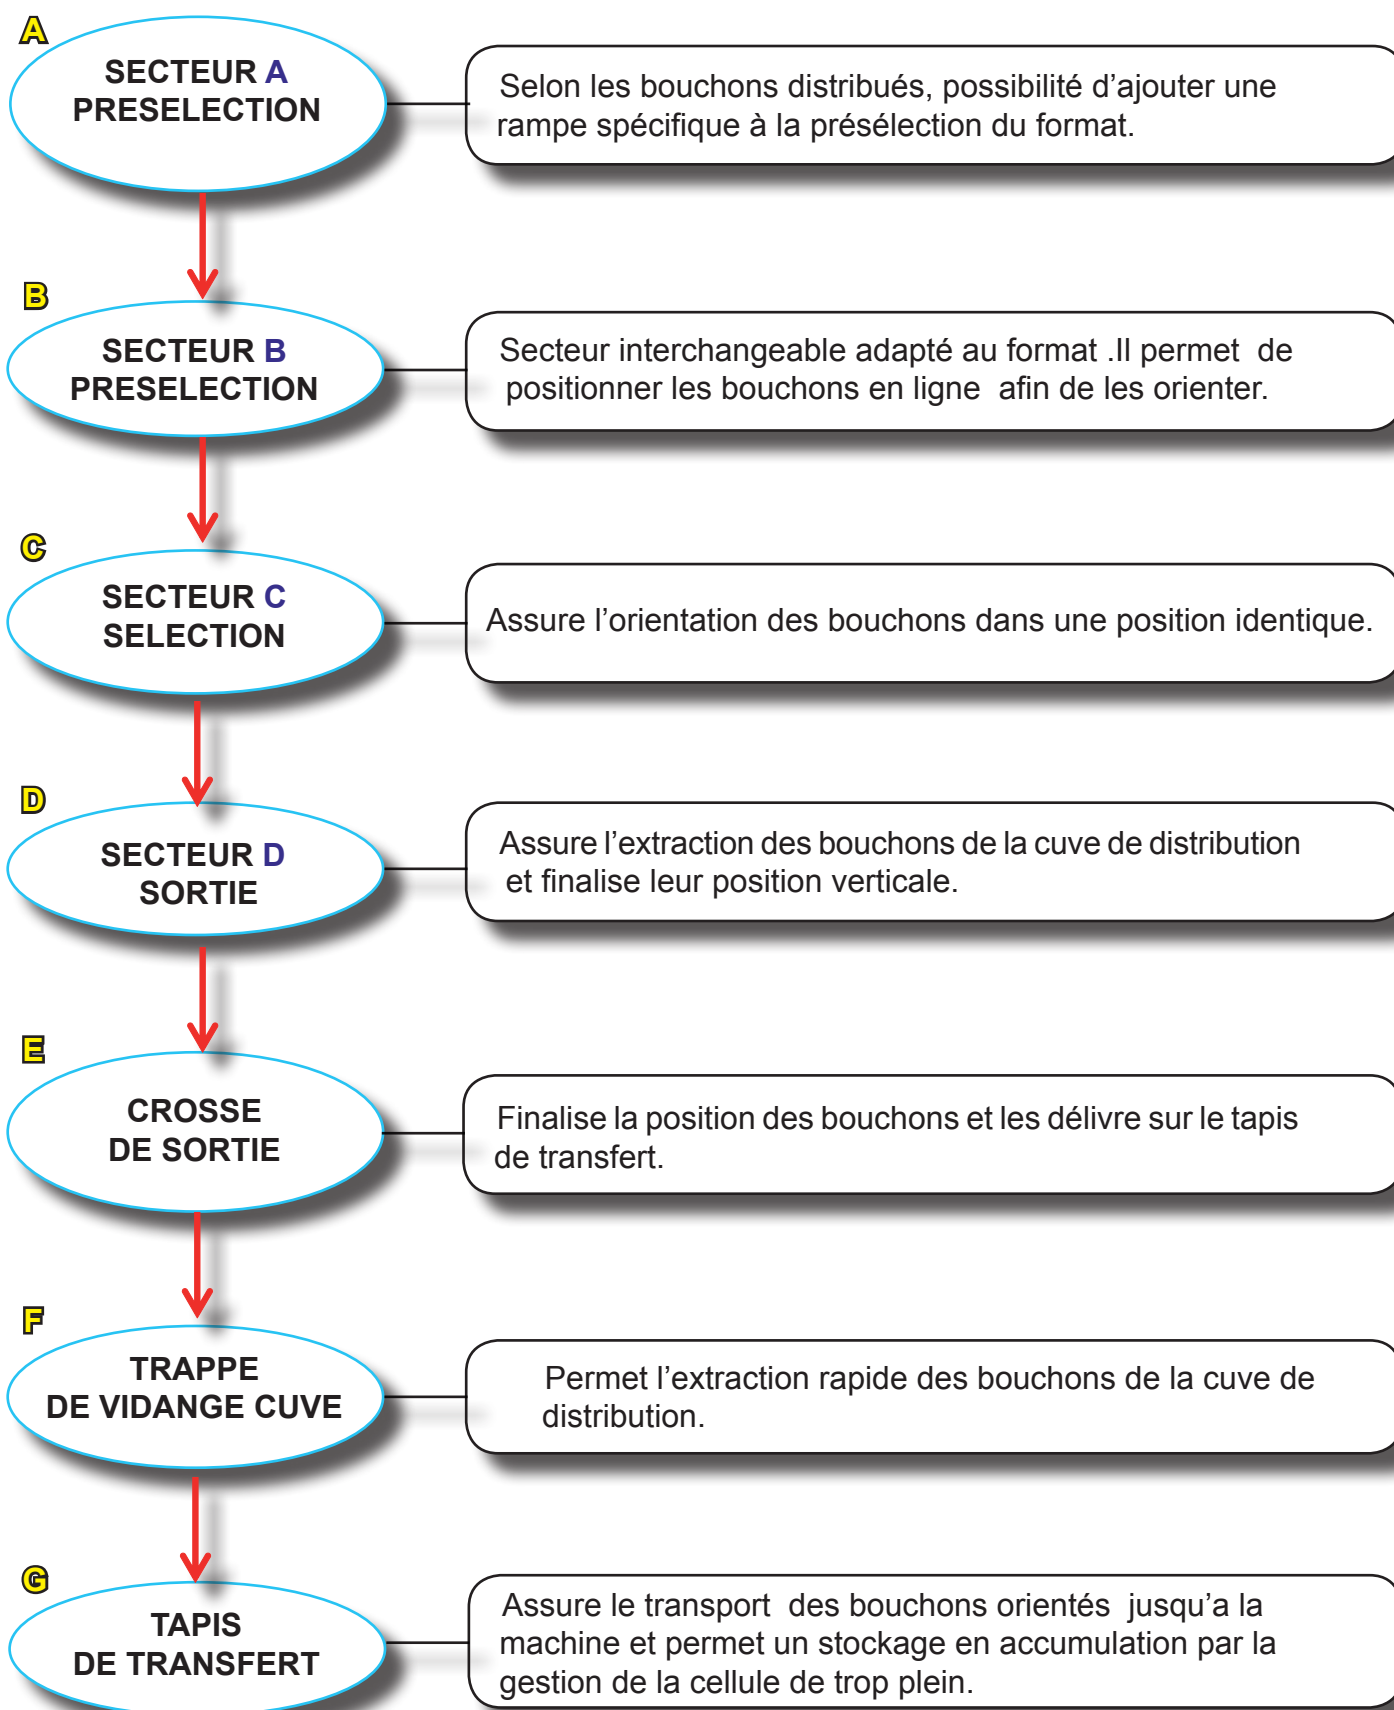 A
SECTEUR A
PRESELECTION
Selon les bouchons distribués, possibilité d’ajouter une
rampe spécifique à la présélection du format.
B
SECTEUR B
PRESELECTION
Secteur interchangeable adapté au format .Il permet de
positionner les bouchons en ligne afin de les orienter.
C
SECTEUR C
SELECTION
Assure l’orientation des bouchons dans une position identique.
D
SECTEUR D
SORTIE
Assure l’extraction des bouchons de la cuve de distribution
et finalise leur position verticale.
E
CROSSE
DE SORTIE
Finalise la position des bouchons et les délivre sur le tapis
de transfert.
F
TRAPPE
DE VIDANGE CUVE
Permet l’extraction rapide des bouchons de la cuve de
distribution.
G
TAPIS
DE TRANSFERT
Assure le transport des bouchons orientés jusqu’a la
machine et permet un stockage en accumulation par la
gestion de la cellule de trop plein.